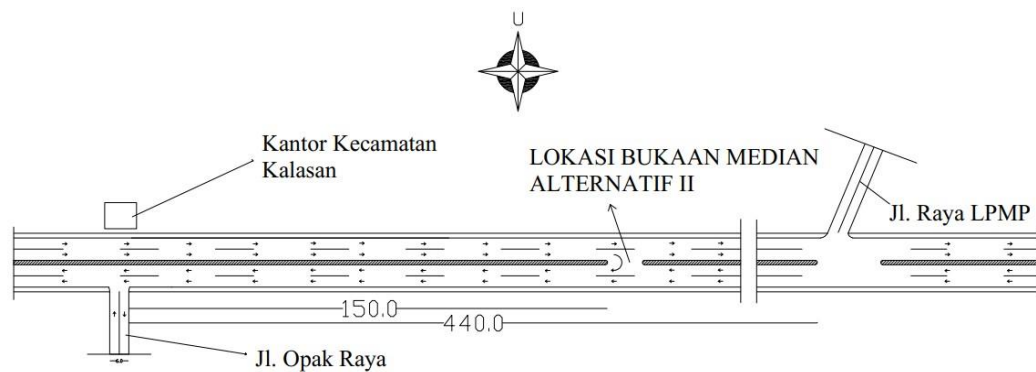 U
Kantor Kecamatan
Kalasan
LOKASI BUKAAN MEDIAN
ALTERNATIF II
Jl. Raya LPMP
150.0
440.0
Jl. Opak Raya